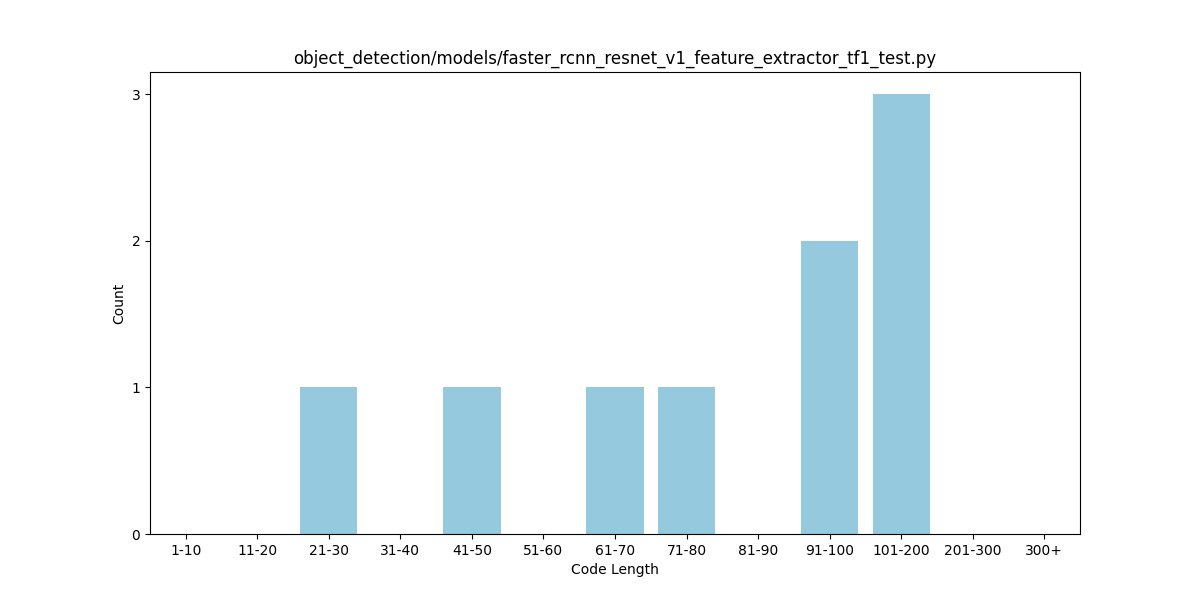 object_detection/models/faster_rcnn_resnet_v1_feature_extractor_tf1_test.py
3
2
1
0
Count
1-10 11-20 21-30 31-40 41-50 51-60 61-70 71-80 81-90 91-100 101-200 201-300 300+
Code Length